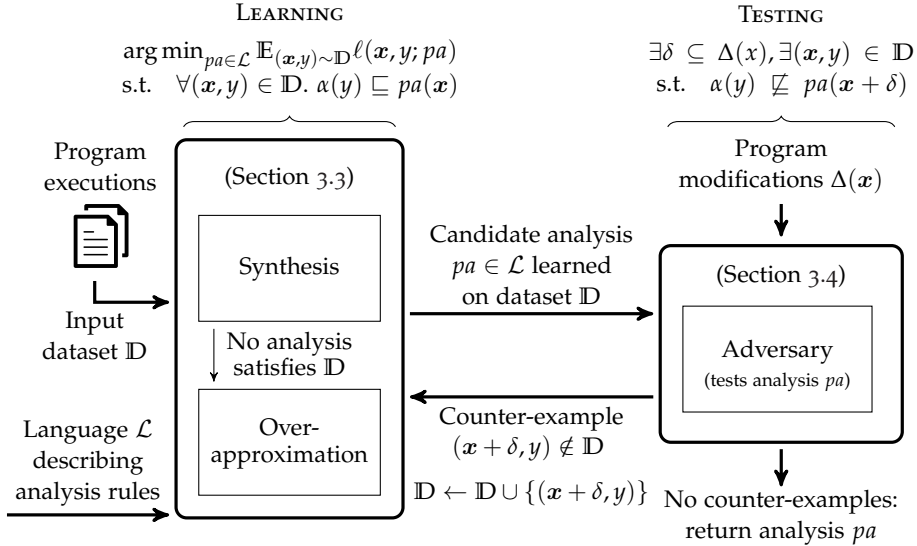 LEARNING
arg min_{pa∈ℒ} 𝔼_{(𝒙,y)∼𝔻} ℓ(𝒙, y; pa)
s.t. ∀(𝒙, y) ∈ 𝔻. α(y) ⊑ pa(𝒙)
TESTING
∃δ ⊆ Δ(x), ∃(𝒙, y) ∈ 𝔻
s.t. α(y) ⋢ pa(𝒙 + δ)
Program
executions
Input
dataset 𝔻
Language ℒ
describing
analysis rules
(Section 3.3)
Synthesis
No analysis
satisfies 𝔻
Over-
approximation
Candidate analysis
pa ∈ ℒ learned
on dataset 𝔻
Counter-example
(𝒙 + δ, y) ∉ 𝔻
𝔻 ← 𝔻 ∪ {(𝒙 + δ, y)}
Program
modifications Δ(𝒙)
(Section 3.4)
Adversary
(tests analysis pa)
No counter-examples:
return analysis pa